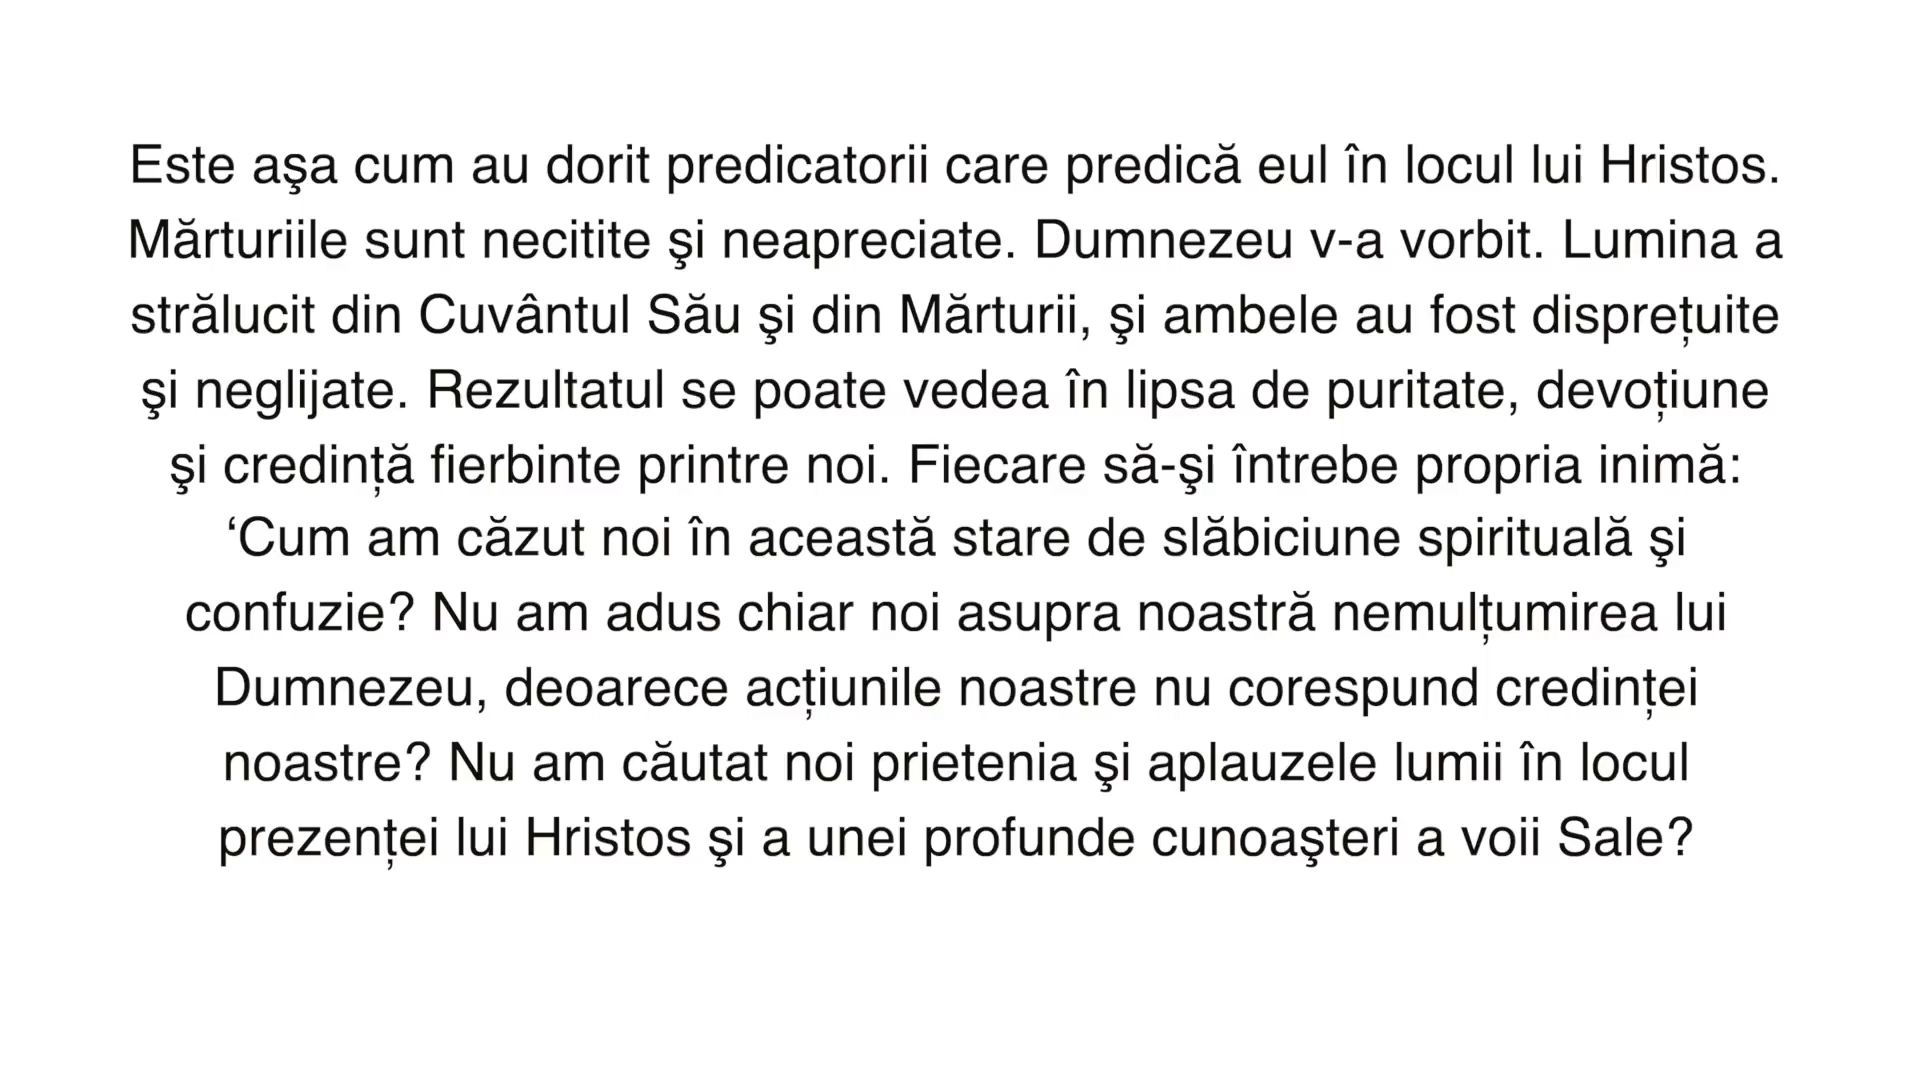 Este aşa cum au dorit predicatorii care predică eul în locul lui Hristos.
Mărturiile sunt necitite şi neapreciate. Dumnezeu v-a vorbit. Lumina a
strălucit din Cuvântul Său şi din Mărturii, şi ambele au fost disprețuite
şi neglijate. Rezultatul se poate vedea în lipsa de puritate, devoțiune
şi credință fierbinte printre noi. Fiecare să-şi întrebe propria inimă:
‘Cum am căzut noi în această stare de slăbiciune spirituală şi
confuzie? Nu am adus chiar noi asupra noastră nemulțumirea lui
Dumnezeu, deoarece acțiunile noastre nu corespund credinței
noastre? Nu am căutat noi prietenia şi aplauzele lumii în locul
prezenței lui Hristos şi a unei profunde cunoaşteri a voii Sale?